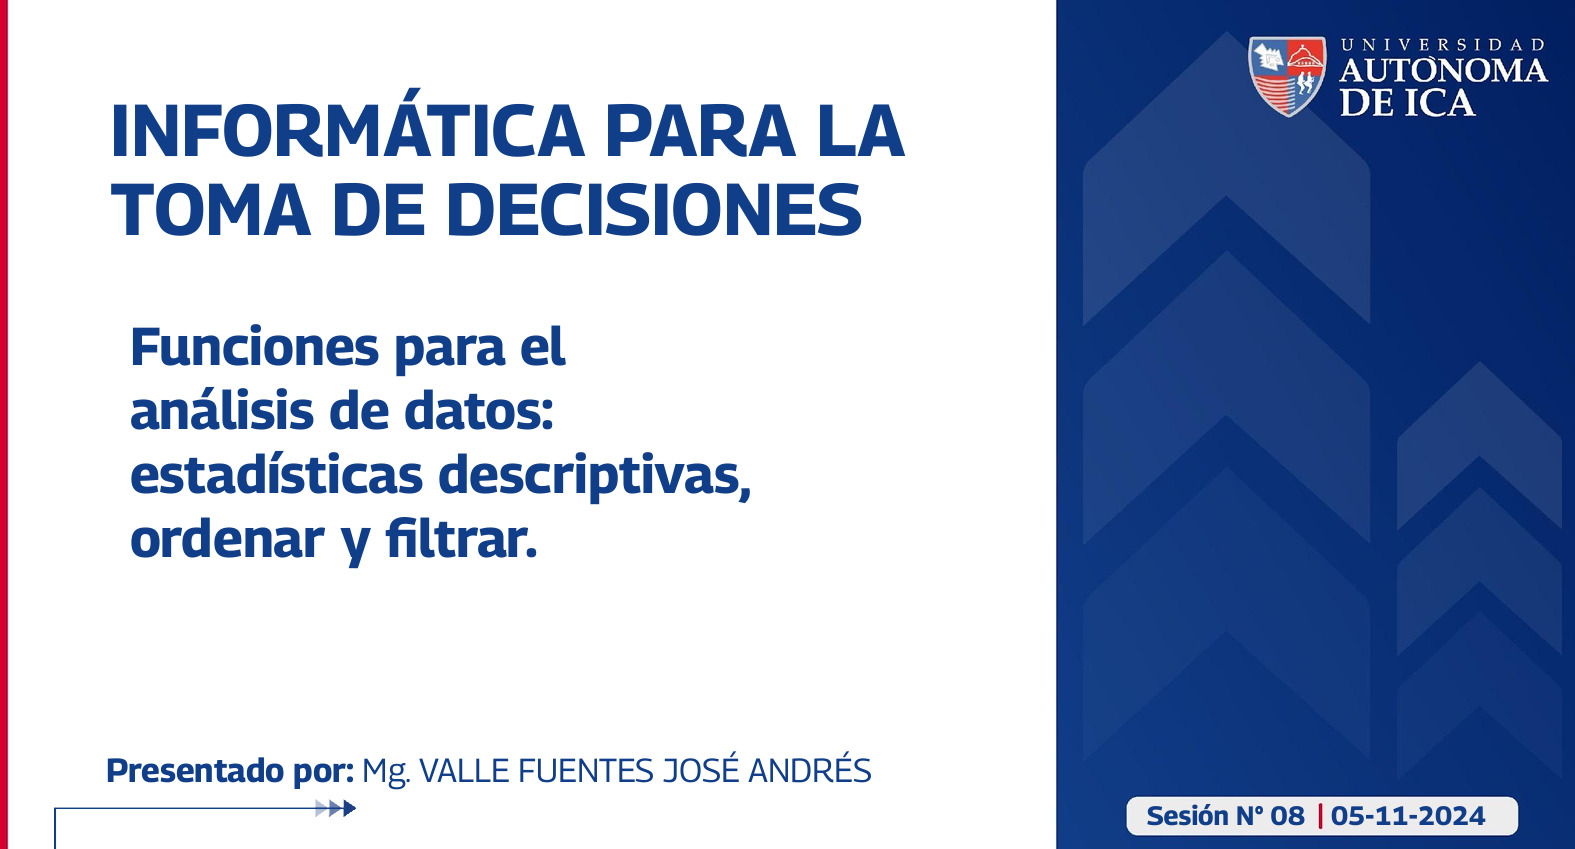 UNIVERSIDAD
AUTÓNOMA
DE ICA
INFORMÁTICA PARA LA
TOMA DE DECISIONES
Funciones para el
análisis de datos:
estadísticas descriptivas,
ordenar y filtrar.
Presentado por: Mg. VALLE FUENTES JOSÉ ANDRÉS
Sesión N° 08 | 05-11-2024